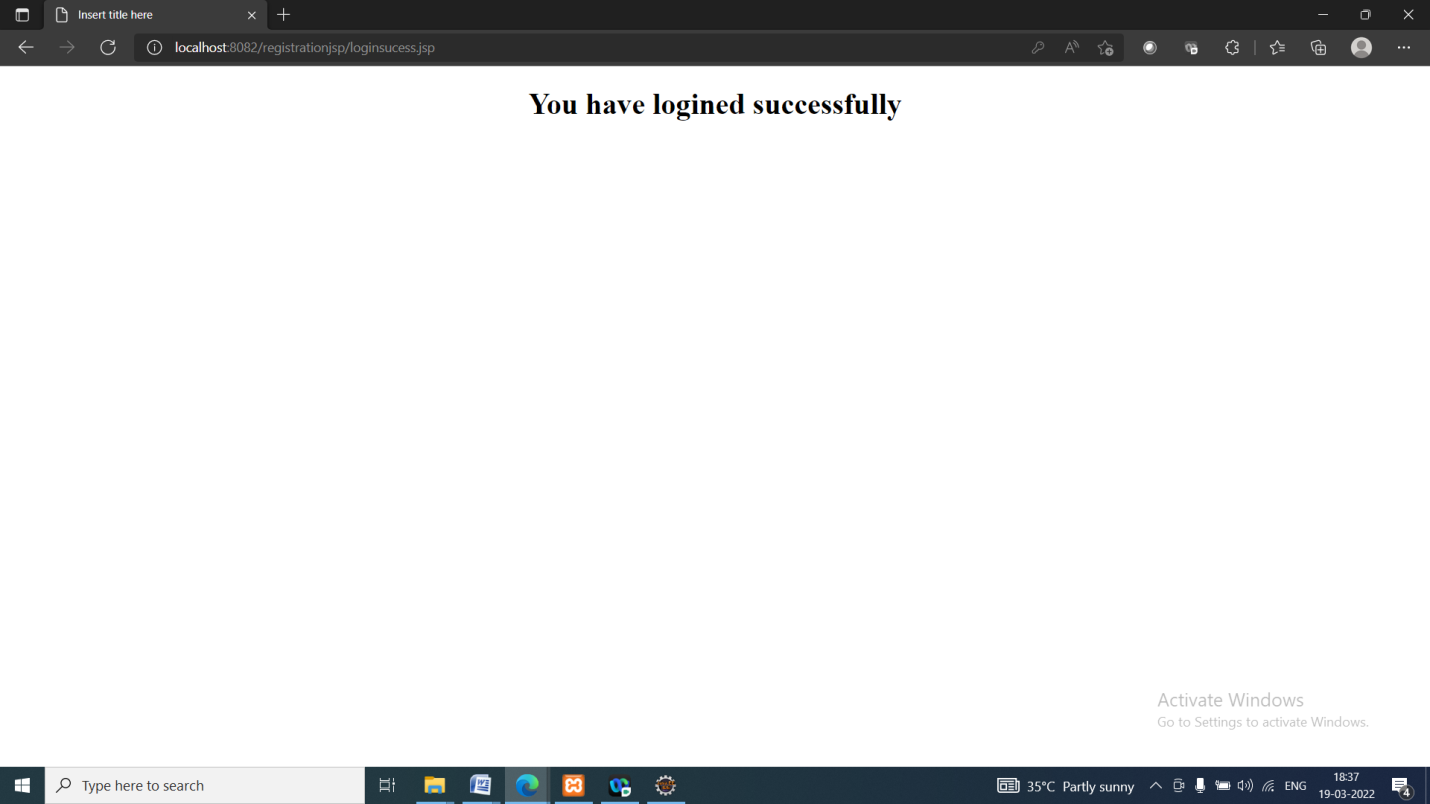 Insert title here
localhost:8082/registrationjsp/loginsucess.jsp
You have logined successfully
Activate Windows
Go to Settings to activate Windows.
Type here to search
35°C Partly sunny
ENG
18:37
19-03-2022
4